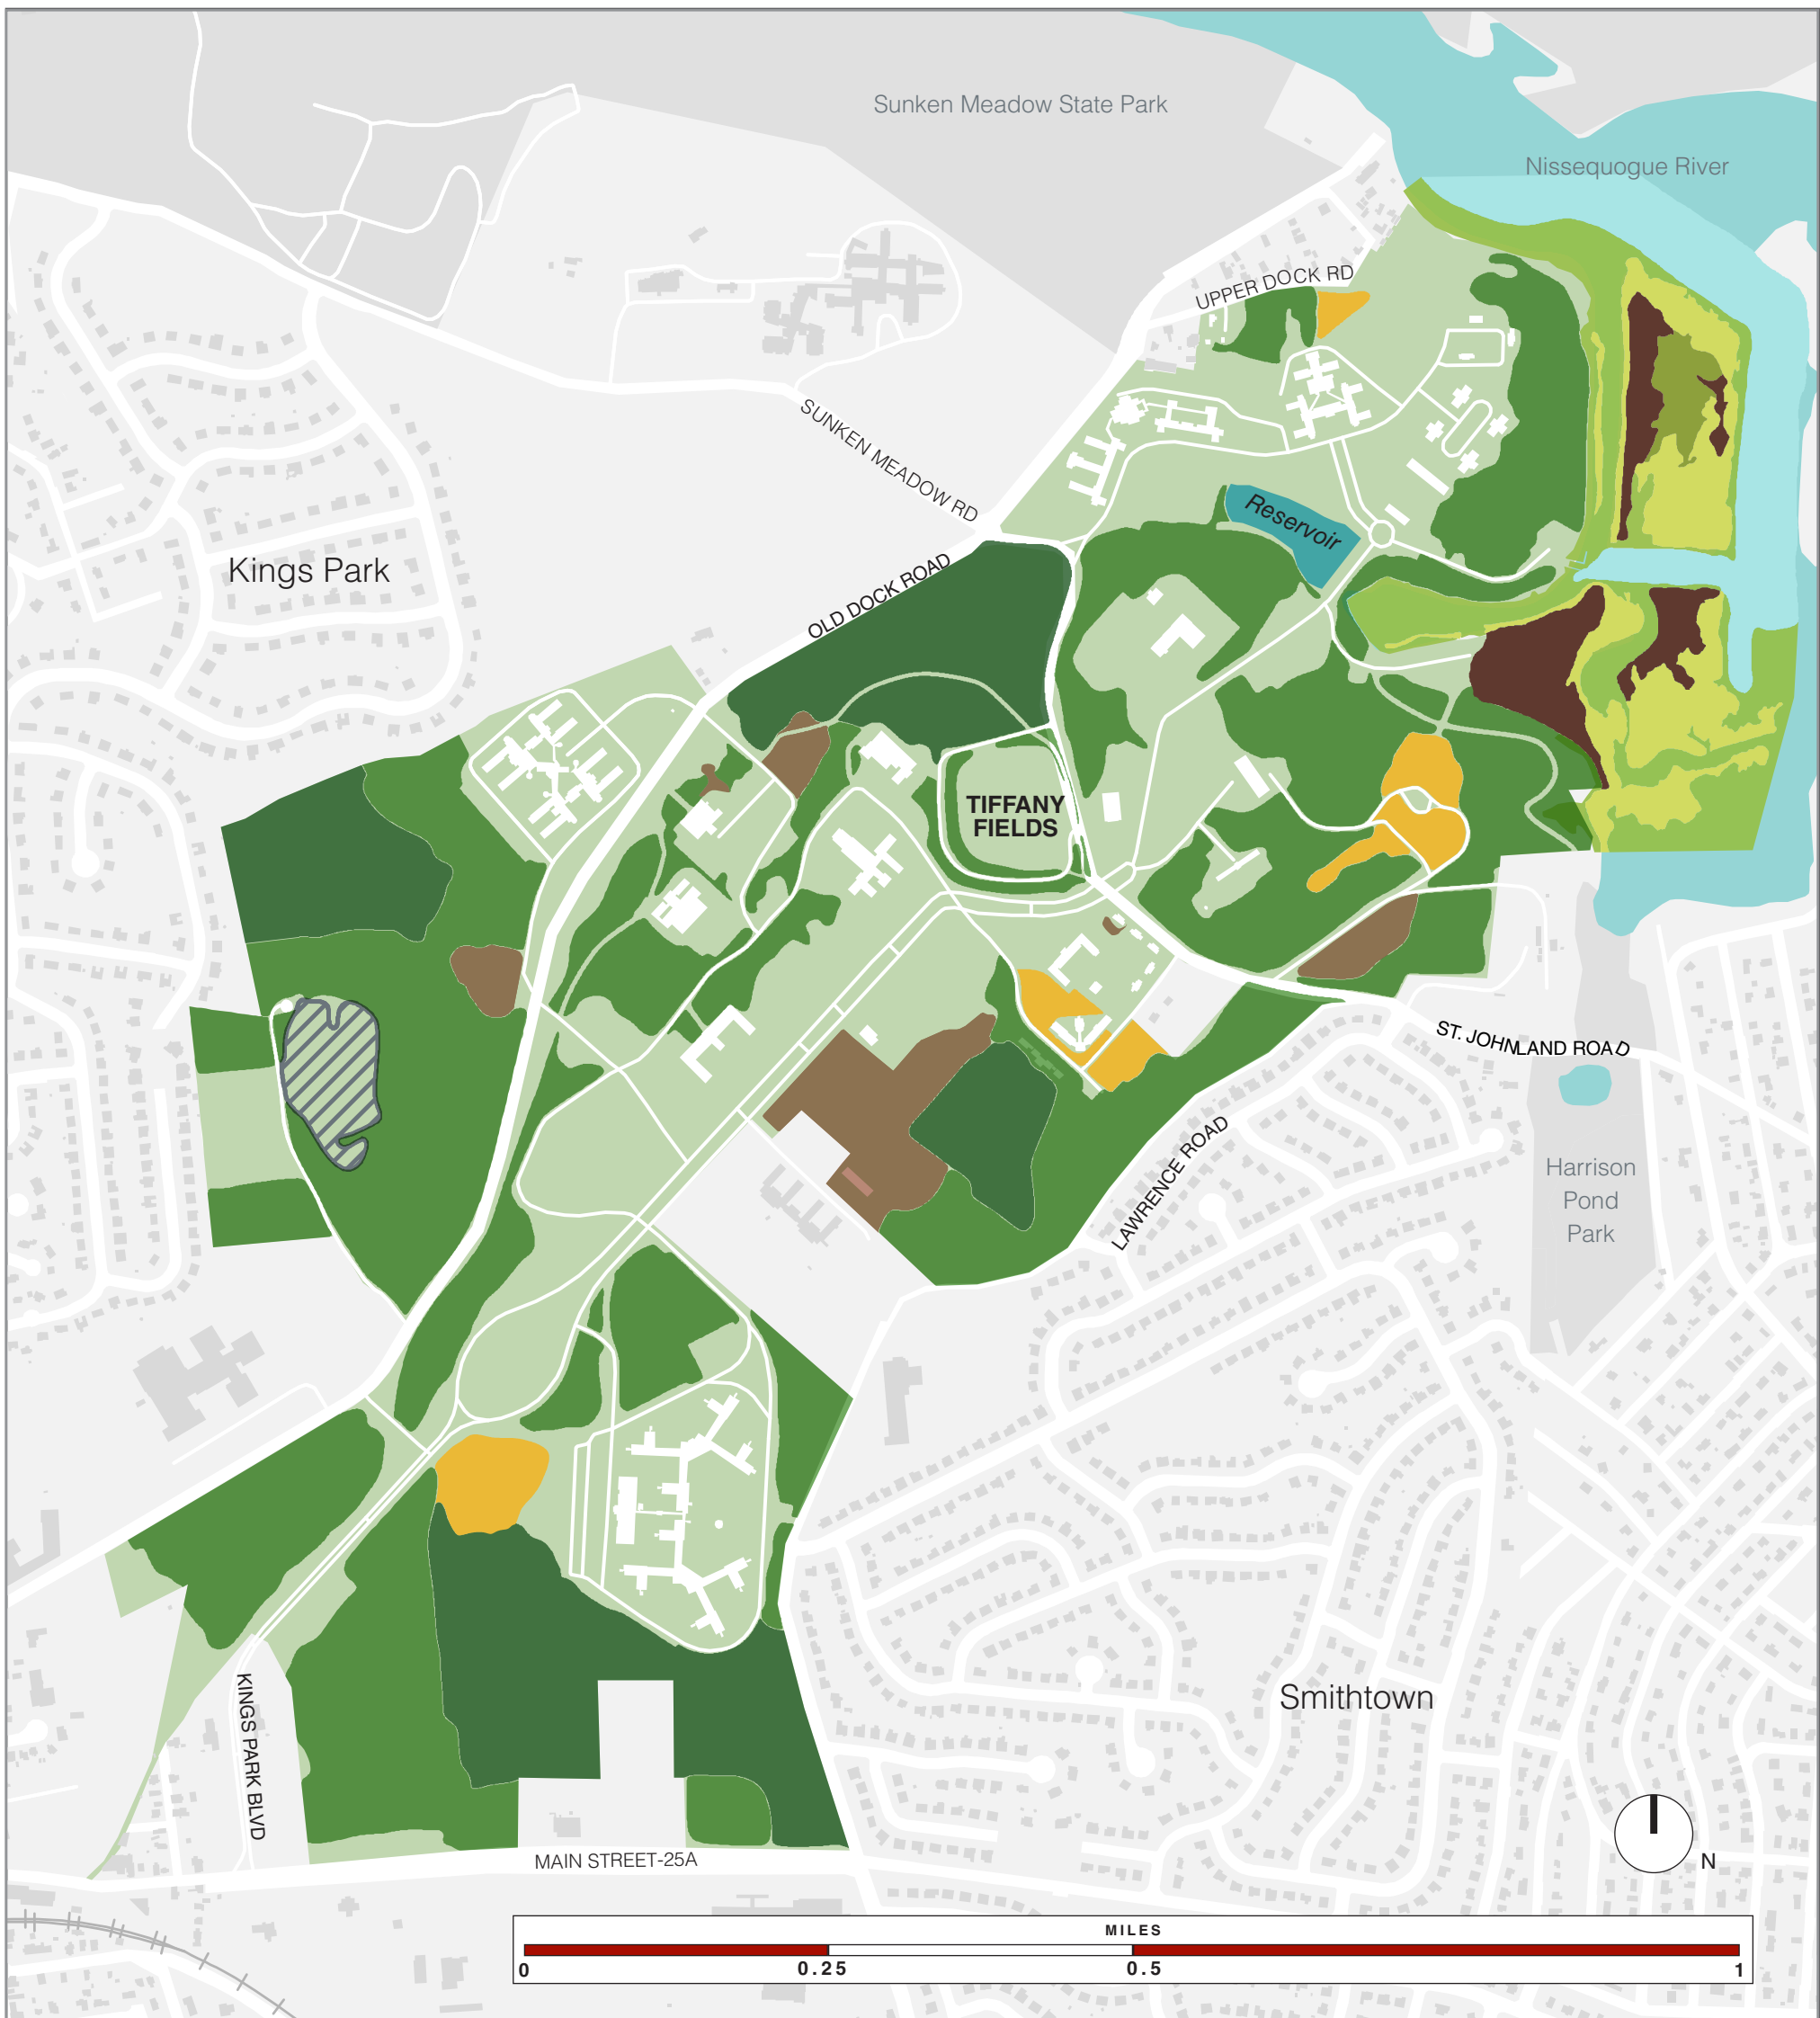 Sunken Meadow State Park
Nissequogue River
UPPER DOCK RD
SUNKEN MEADOW RD
Reservoir
Kings Park
OLD DOCK ROAD
TIFFANY
FIELDS
ST. JOHNLAND ROAD
LAWRENCE ROAD
Harrison
Pond
Park
Smithtown
KINGS PARK BLVD
MAIN STREET-25A
N
MILES
0
0.25
0.5
1